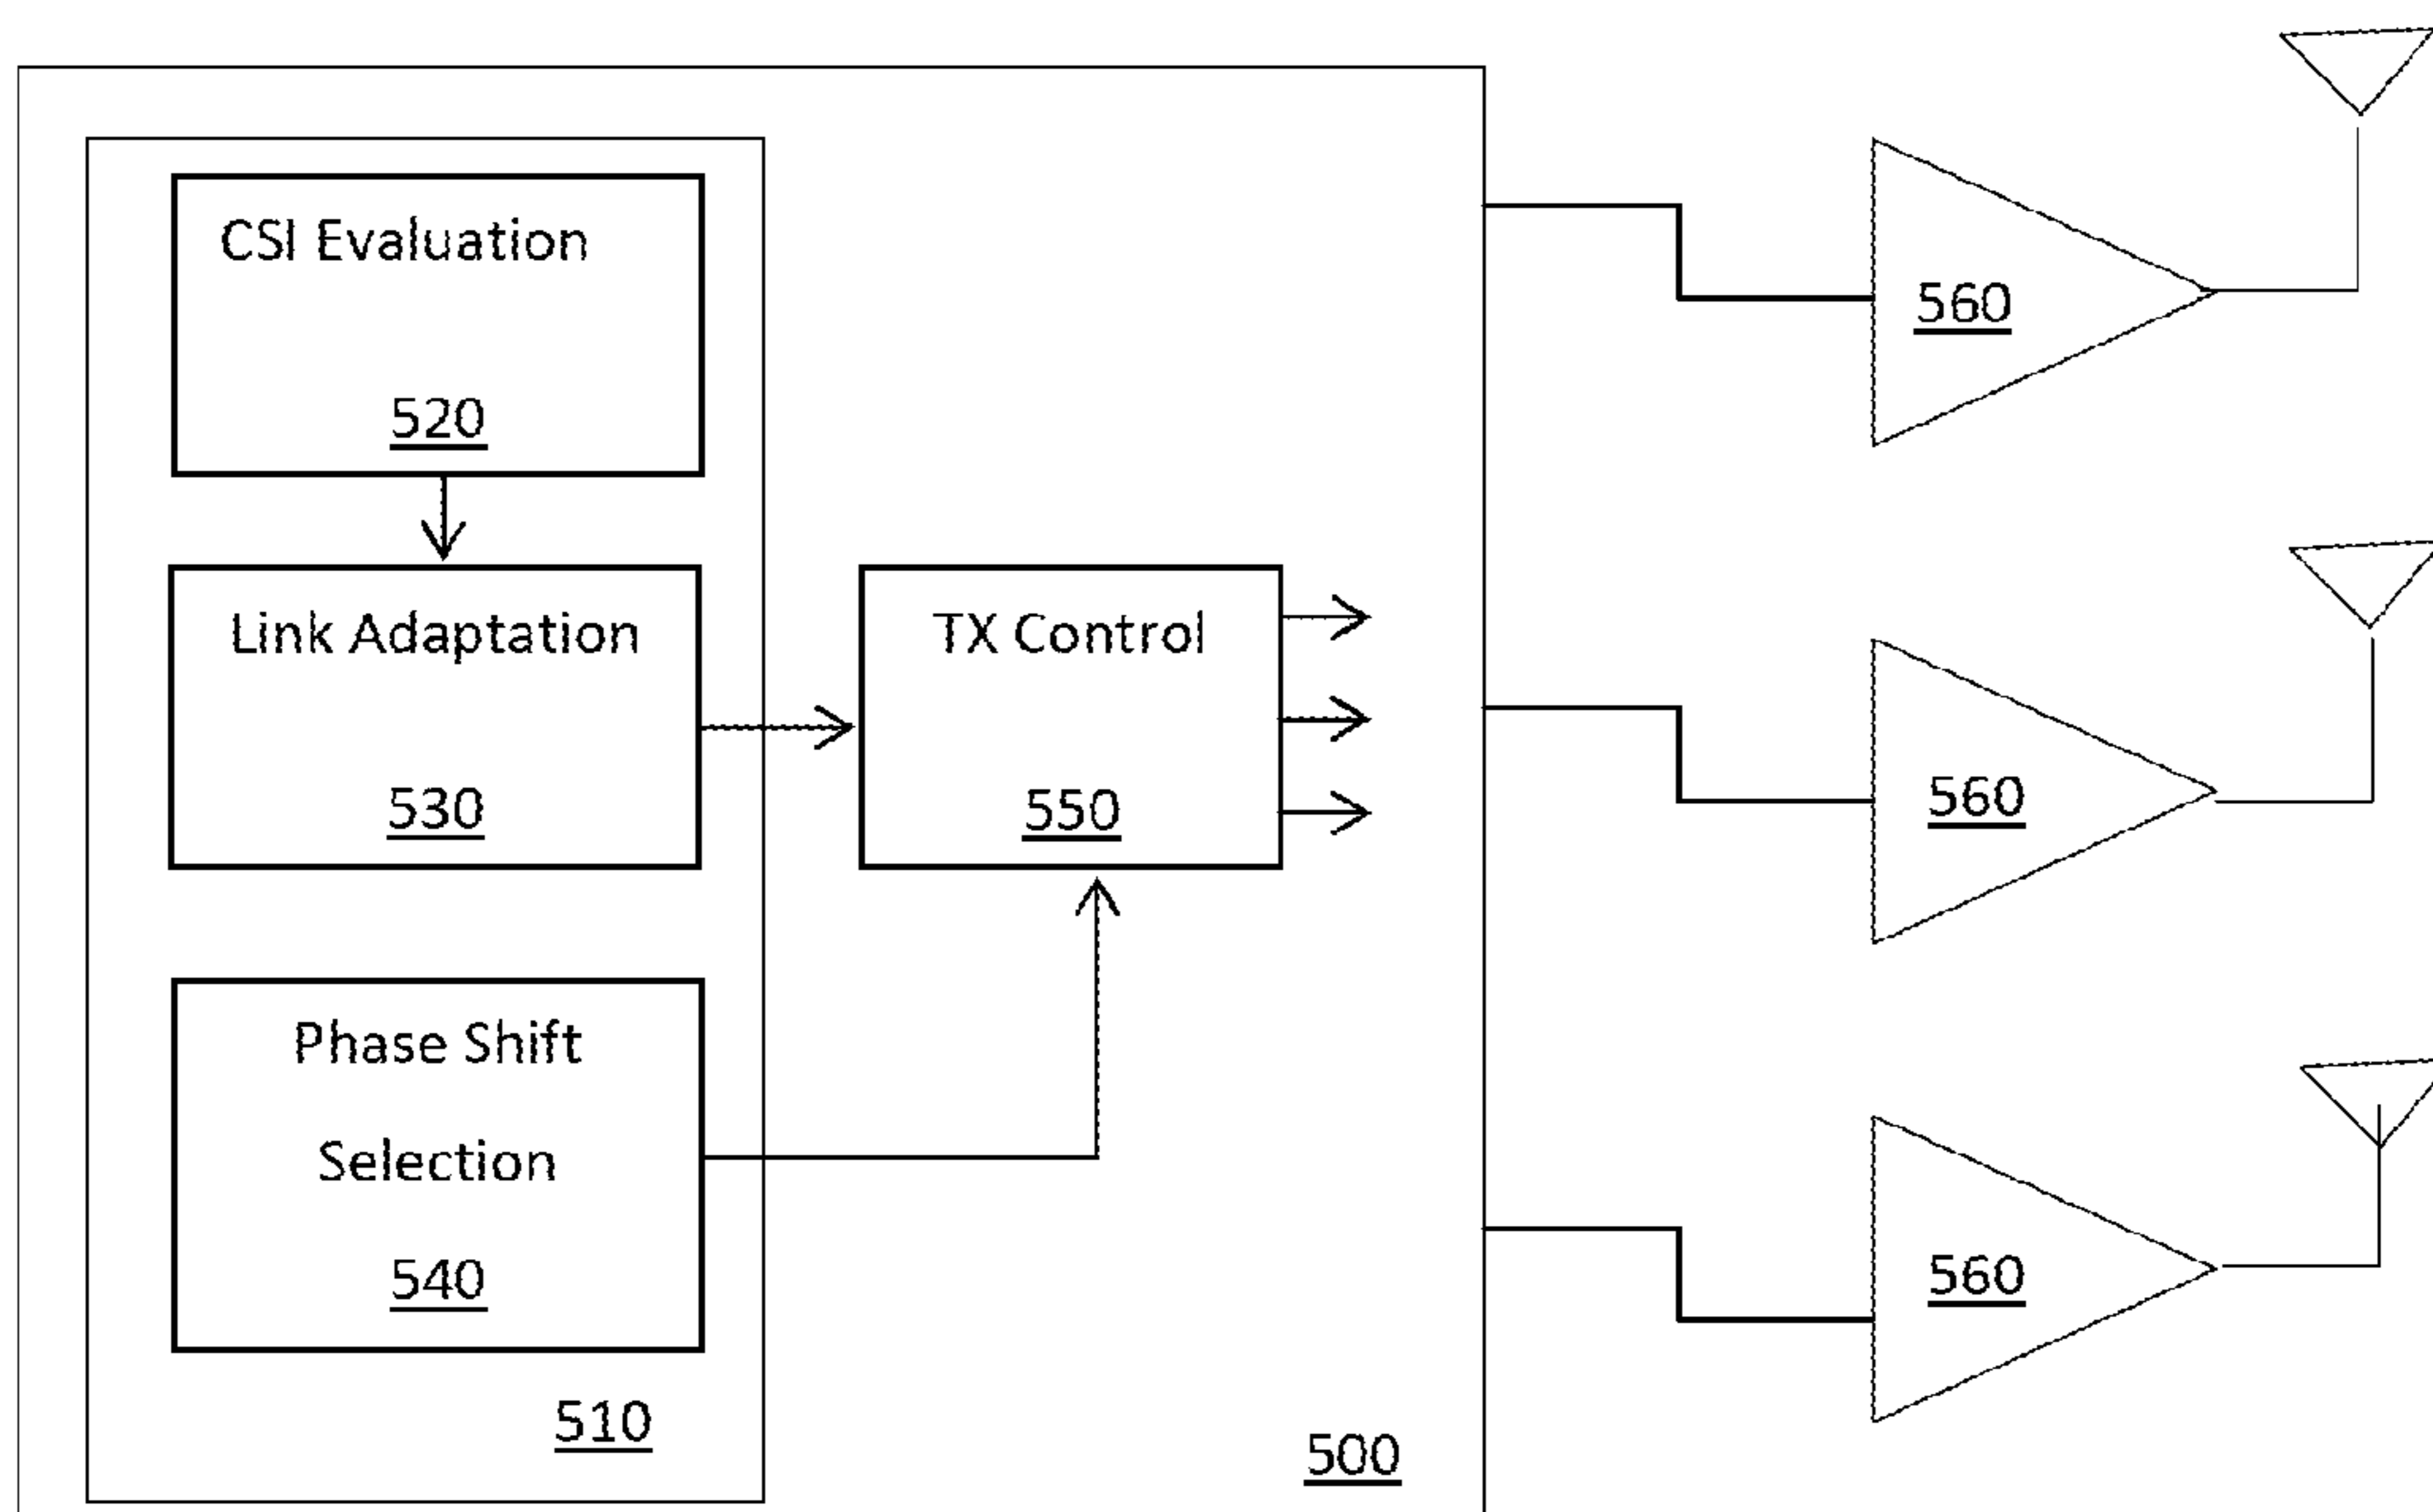 CSI Evaluation
520
Link Adaptation
530
Phase Shift
Selection
540
510
TX Control
550
500
560
560
560